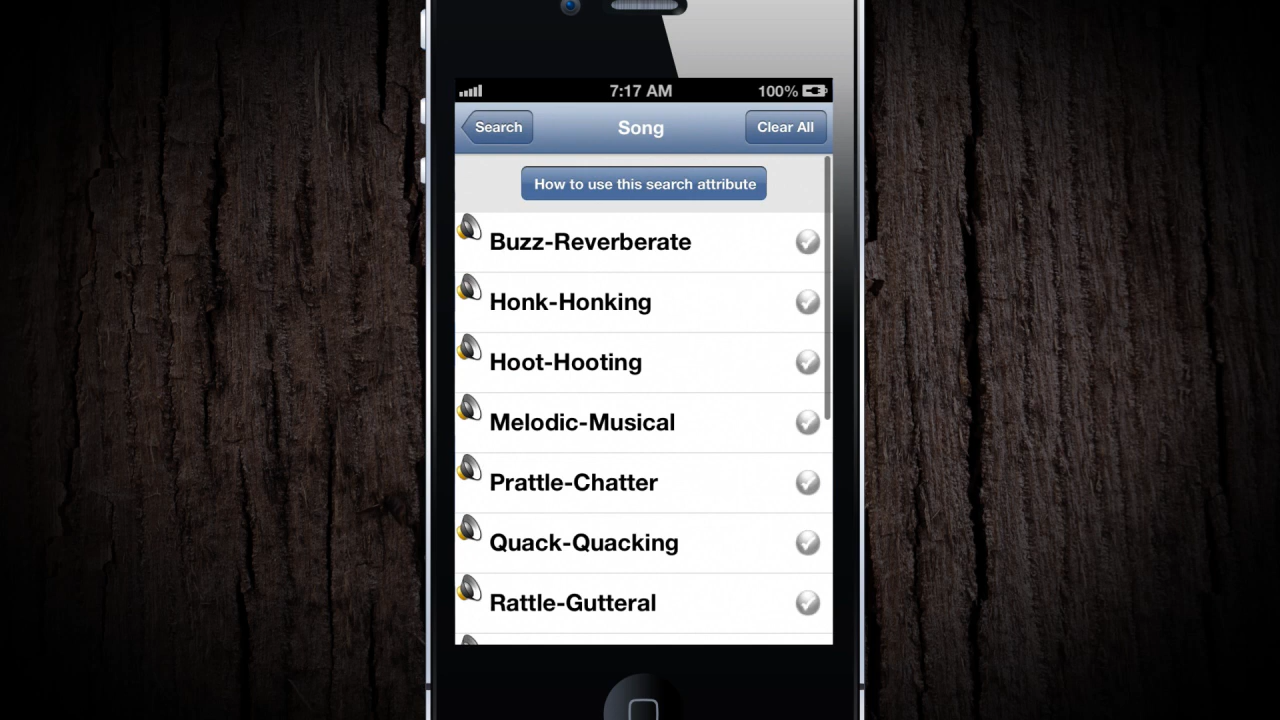 7:17 AM
100%
Search
Song
Clear All
How to use this search attribute
Buzz-Reverberate
Honk-Honking
Hoot-Hooting
Melodic-Musical
Prattle-Chatter
Quack-Quacking
Rattle-Gutteral